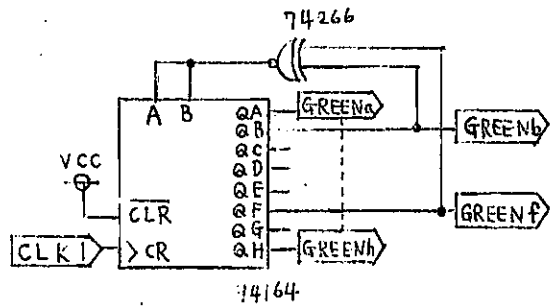 74266
A B
QA
GREENa
QB
GREENb
QC
VCC
QD
QE
CLR
QF
GREENf
QG
CLK1
>CR
QH
GREENh
74164